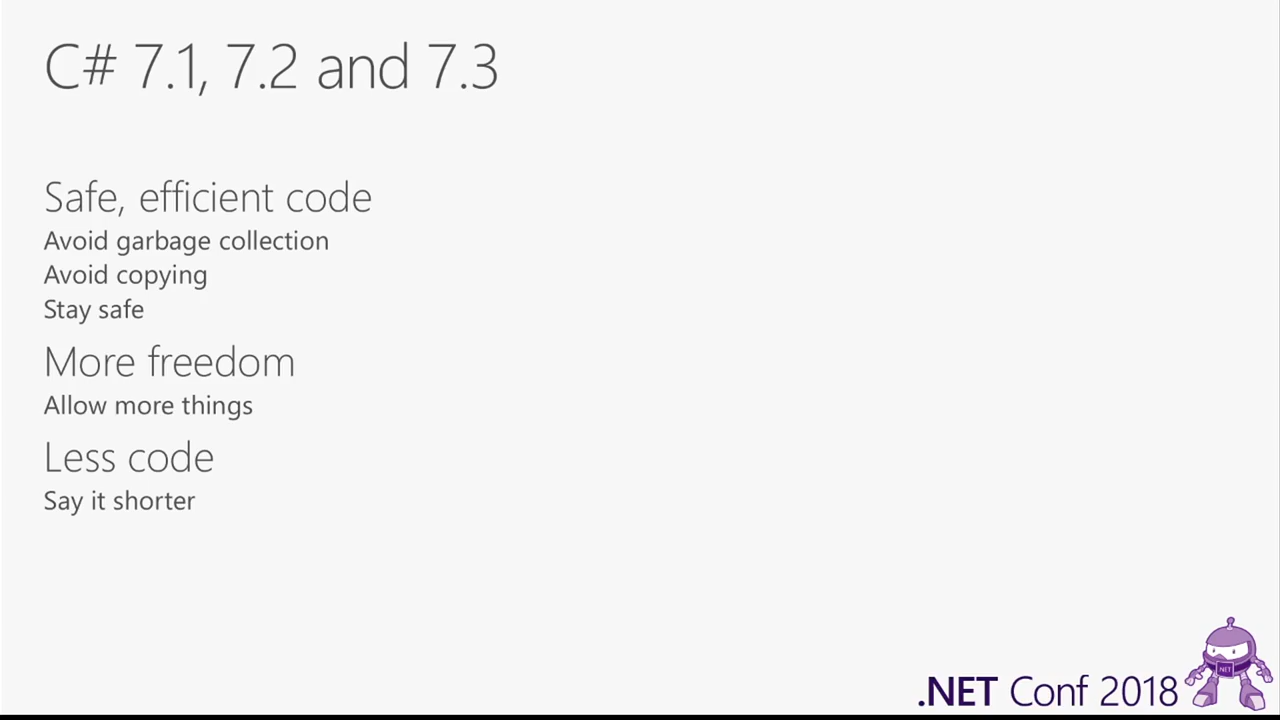 C# 7.1, 7.2 and 7.3
Safe, efficient code
Avoid garbage collection
Avoid copying
Stay safe
More freedom
Allow more things
Less code
Say it shorter
.NET Conf 2018
.NET